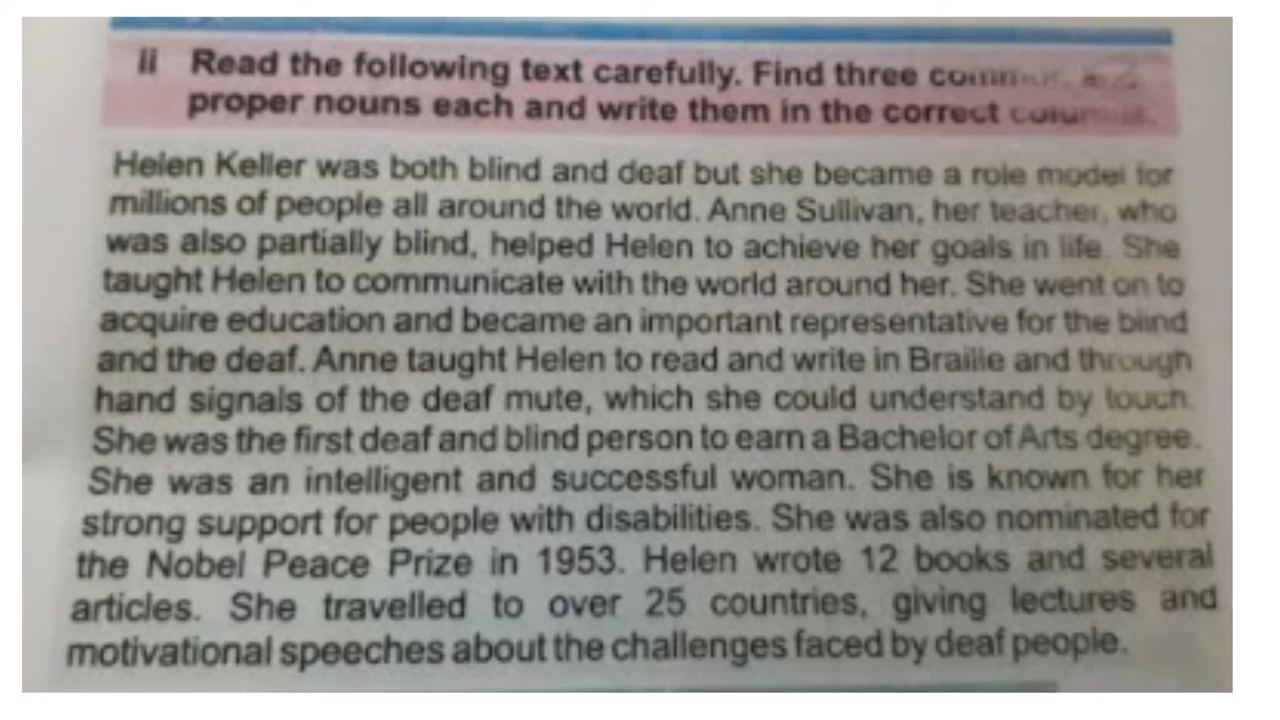 ii Read the following text carefully. Find three
proper nouns each and write them in the correct
Helen Keller was both blind and deaf but she became a role model for
millions of people all around the world. Anne Sullivan, her teacher, who
was also partially blind, helped Helen to achieve her goals in life. She
taught Helen to communicate with the world around her. She went on to
acquire education and became an important representative for the blind
and the deaf. Anne taught Helen to read and write in Braille and through
hand signals of the deaf mute, which she could understand by touch.
She was the first deaf and blind person to earn a Bachelor of Arts degree.
She was an intelligent and successful woman. She is known for her
strong support for people with disabilities. She was also nominated for
the Nobel Peace Prize in 1953. Helen wrote 12 books and several
articles. She travelled to over 25 countries, giving lectures and
motivational speeches about the challenges faced by deaf people.